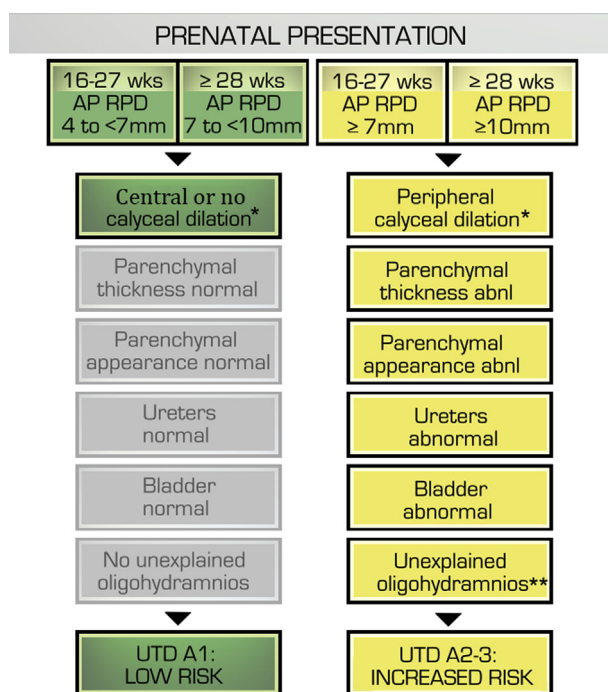 PRENATAL PRESENTATION
16-27 wks
AP RPD
4 to <7mm
≥ 28 wks
AP RPD
7 to <10mm
16-27 wks
AP RPD
≥ 7mm
≥ 28 wks
AP RPD
≥10mm
Central or no
calyceal dilation*
Parenchymal
thickness normal
Parenchymal
appearance normal
Ureters
normal
Bladder
normal
No unexplained
oligohydramnios
UTD A1:
LOW RISK
Peripheral
calyceal dilation*
Parenchymal
thickness abnl
Parenchymal
appearance abnl
Ureters
abnormal
Bladder
abnormal
Unexplained
oligohydramnios**
UTD A2-3:
INCREASED RISK